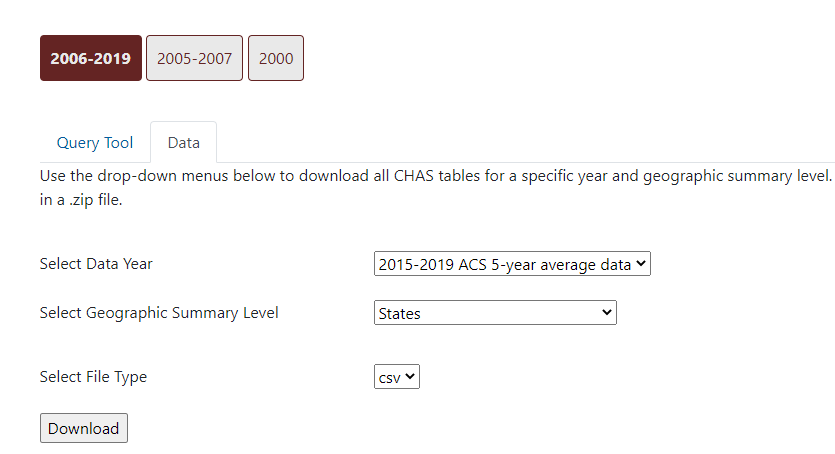 2006-2019 2005-2007 2000
Query Tool Data
Use the drop-down menus below to download all CHAS tables for a specific year and geographic summary level.
in a .zip file.
Select Data Year 2015-2019 ACS 5-year average data
Select Geographic Summary Level States
Select File Type csv
Download